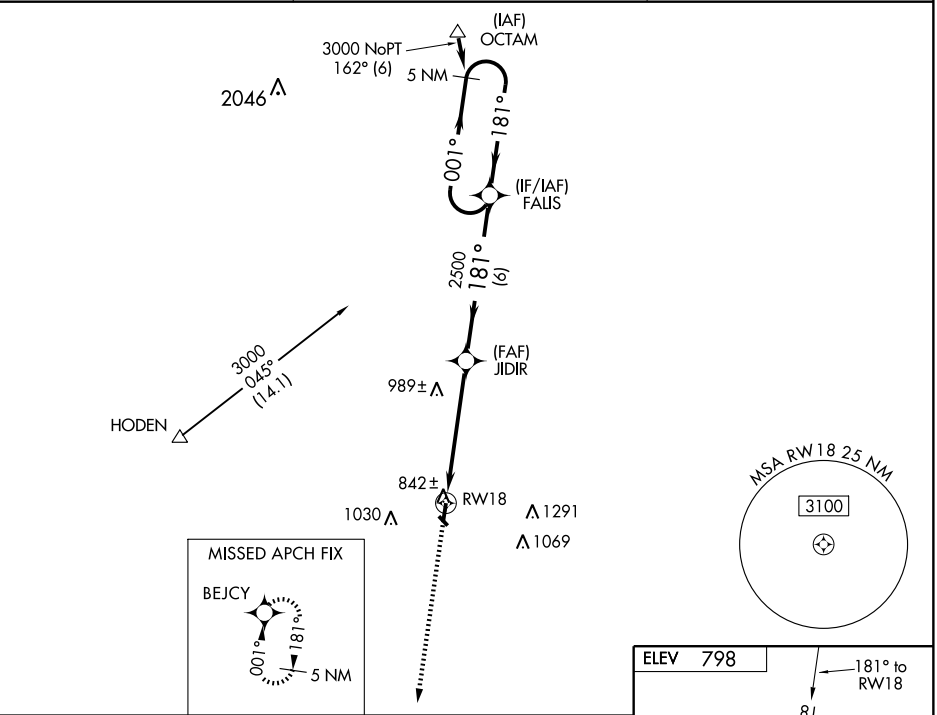 (IAF)
OCTAM
3000 NoPT
162° (6)
5 NM
2046
181°
001°
(IF/IAF)
FALIS
2500
181°
(6)
3000
045°
(14.1)
(FAF)
JIDIR
989±
HODEN
842±
RW18
1030
1291
1069
MSA RW18 25 NM
3100
MISSED APCH FIX
BEJCY
001°
181°
5 NM
ELEV 798
181° to
RW18